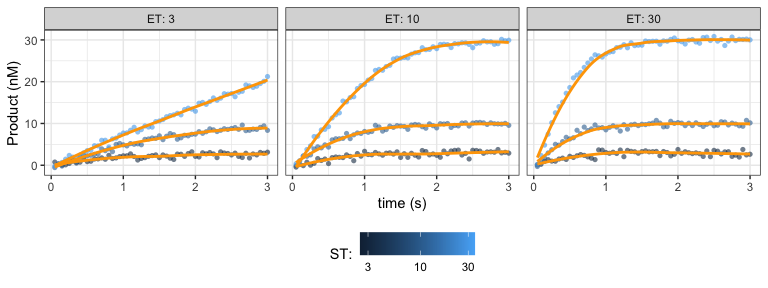 ET: 3 ET: 10 ET: 30
Product (nM)
30
20
10
0
0 1 2 3 0 1 2 3 0 1 2 3
time (s)
ST:
3 10 30